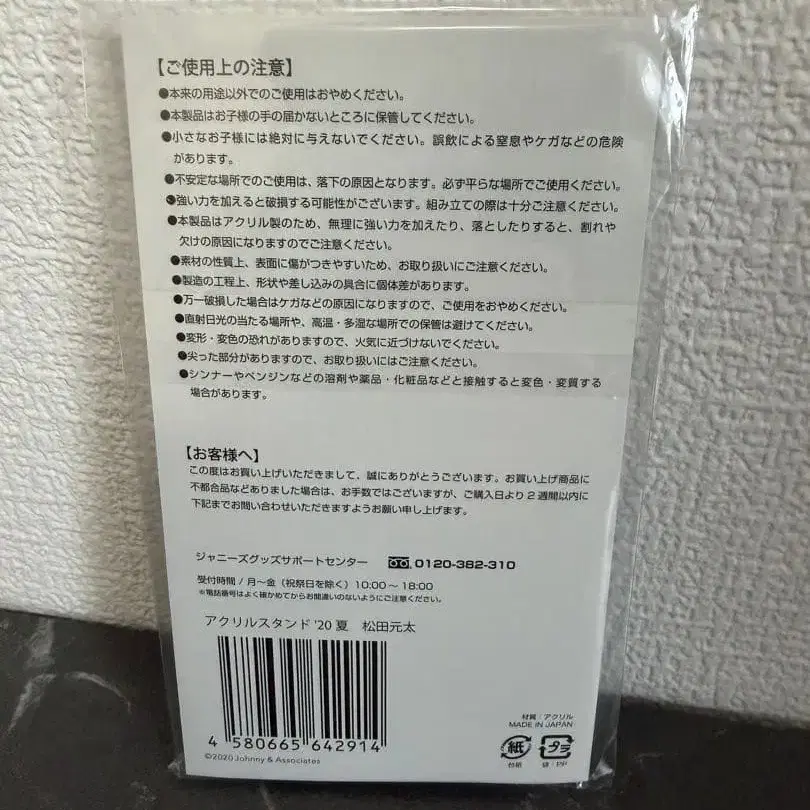 【ご使用上の注意】
●本来の用途以外でのご使用はおやめください。
●本製品はお子様の手の届かないところに保管してください。
●小さなお子様には絶対に与えないでください。誤飲による窒息やケガなどの危険
があります。
●不安定な場所でのご使用は、落下の原因となります。必ず平らな場所でご使用ください。
●強い力を加えると破損する可能性がございます。組み立ての際は十分ご注意ください。
●本製品はアクリル製のため、無理に強い力を加えたり、落としたりすると、割れや
欠けの原因になりますのでご注意ください。
●素材の性質上、表面に傷がつきやすいため、お取り扱いにご注意ください。
●製造の工程上、形状や差し込みの具合に個体差があります。
●万一破損した場合はケガなどの原因になりますので、ご使用をおやめください。
●直射日光の当たる場所や、高温・多湿な場所での保管は避けてください。
●変形・変色の恐れがありますので、火気に近づけないでください。
●尖った部分がありますので、お取り扱いにはご注意ください。
●シンナーやベンジンなどの溶剤や薬品・化粧品などと接触すると変色・変質する
場合があります。
【お客様へ】
この度はお買い上げいただきまして、誠にありがとうございます。お買い上げ商品に
不都合品などありました場合は、お手数ではございますが、ご購入日より2週間以内に
下記までお問い合わせいただきますようお願い申し上げます。
ジャニーズグッズサポートセンター 0120-382-310
受付時間/月〜金(祝祭日を除く)10:00〜18:00
※電話番号はよく確かめてからお間違いのないようにご注意ください。
アクリルスタンド '20 夏 松田元太
4 580665 642914
©2020 Johnny & Associates
材質:アクリル
MADE IN JAPAN
紙 プラ
台紙 袋:PP